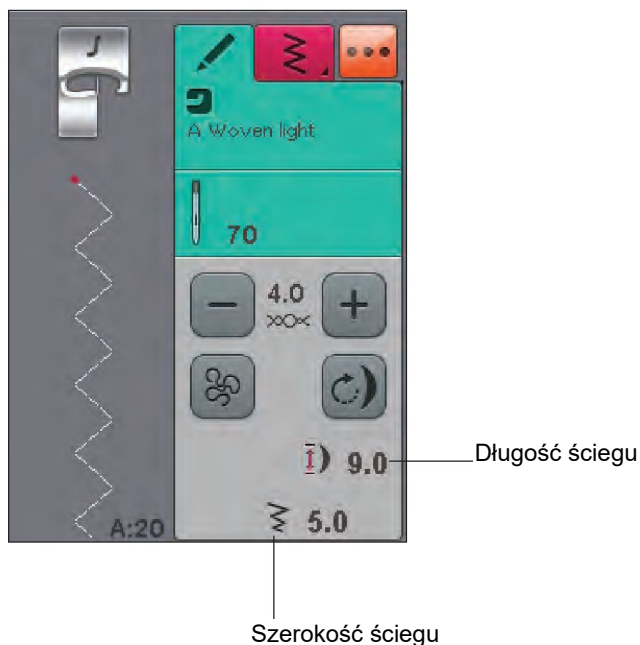 J
A Woven light
70
4.0
9.0
Długość ściegu
A:20
5.0
Szerokość ściegu